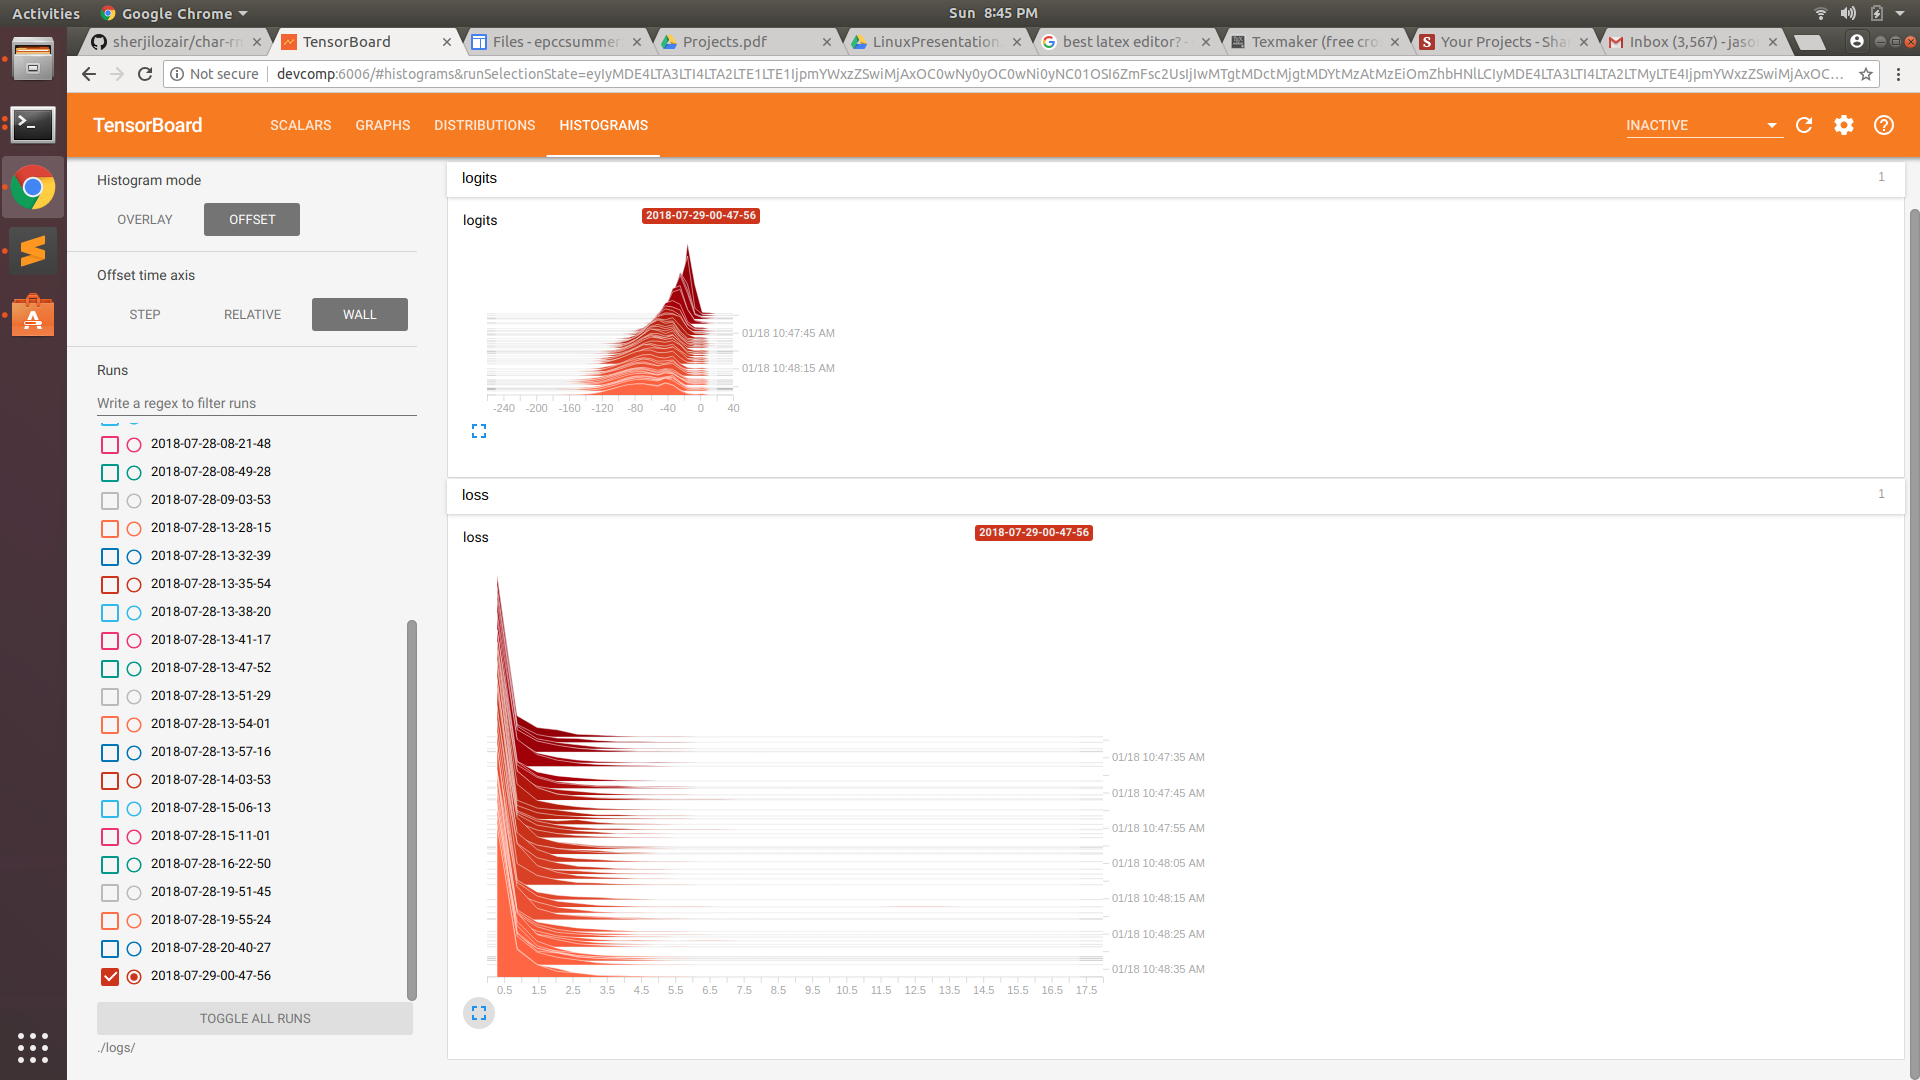 Activities Google Chrome Sun 8:45 PM
sherjilozair/char-rn TensorBoard Files - epccsummer Projects.pdf LinuxPresentation. best latex editor? - Texmaker (free cro Your Projects - Sha Inbox (3,567) - jaso
Not secure devcomp:6006/#histograms&runSelectionState=eyIyMDE4LTA3LTI4LTA2LTE1LTE1IjpmYWxzZSwiMjAxOC0wNy0yOC0wNi0yNC01OSI6ZmFsc2UsIjIwMTgtMDctMjgtMDYtMzAtMzEiOmZhbHNlLCIyMDE4LTA3LTI4LTA2LTMyLTE4IjpmYWxzZSwiMjAxOC...
TensorBoard SCALARS GRAPHS DISTRIBUTIONS HISTOGRAMS INACTIVE
Histogram mode
OVERLAY OFFSET
Offset time axis
STEP RELATIVE WALL
Runs
Write a regex to filter runs
2018-07-28-08-21-48
2018-07-28-08-49-28
2018-07-28-09-03-53
2018-07-28-13-28-15
2018-07-28-13-32-39
2018-07-28-13-35-54
2018-07-28-13-38-20
2018-07-28-13-41-17
2018-07-28-13-47-52
2018-07-28-13-51-29
2018-07-28-13-54-01
2018-07-28-13-57-16
2018-07-28-14-03-53
2018-07-28-15-06-13
2018-07-28-15-11-01
2018-07-28-16-22-50
2018-07-28-19-51-45
2018-07-28-19-55-24
2018-07-28-20-40-27
2018-07-29-00-47-56
TOGGLE ALL RUNS
./logs/
logits 1
logits 2018-07-29-00-47-56
01/18 10:47:45 AM
01/18 10:48:15 AM
-240 -200 -160 -120 -80 -40 0 40
loss 1
loss 2018-07-29-00-47-56
01/18 10:47:35 AM
01/18 10:47:45 AM
01/18 10:47:55 AM
01/18 10:48:05 AM
01/18 10:48:15 AM
01/18 10:48:25 AM
01/18 10:48:35 AM
0.5 1.5 2.5 3.5 4.5 5.5 6.5 7.5 8.5 9.5 10.5 11.5 12.5 13.5 14.5 15.5 16.5 17.5